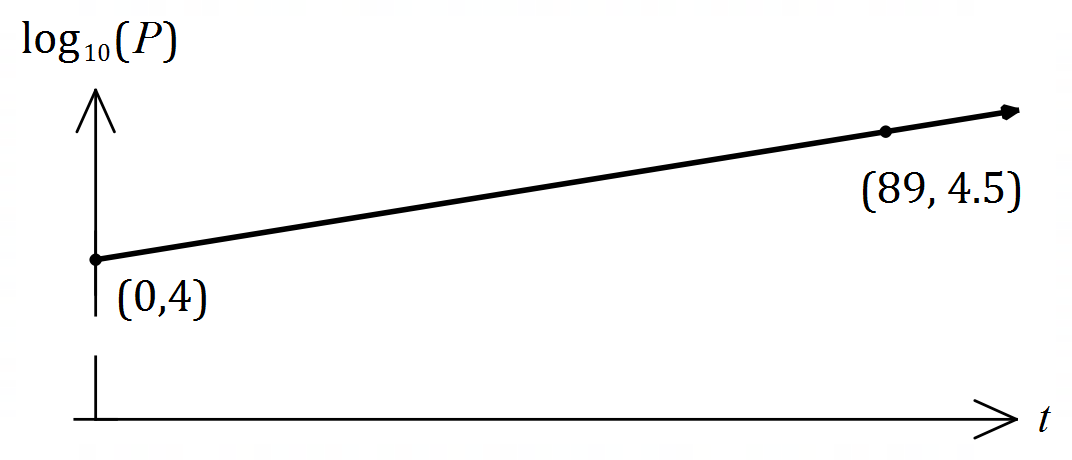 log₁₀(P)
(89, 4.5)
(0,4)
t